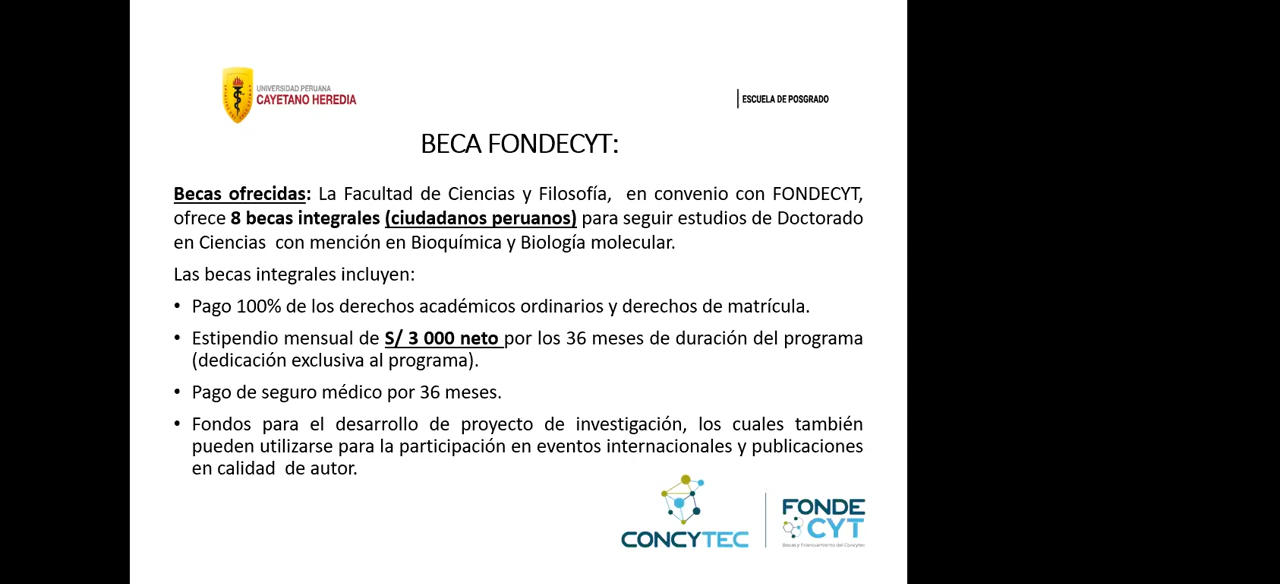 UNIVERSIDAD PERUANA
CAYETANO HEREDIA
ESCUELA DE POSGRADO
BECA FONDECYT:
Becas ofrecidas: La Facultad de Ciencias y Filosofía, en convenio con FONDECYT,
ofrece 8 becas integrales (ciudadanos peruanos) para seguir estudios de Doctorado
en Ciencias con mención en Bioquímica y Biología molecular.
Las becas integrales incluyen:
• Pago 100% de los derechos académicos ordinarios y derechos de matrícula.
• Estipendio mensual de S/ 3 000 neto por los 36 meses de duración del programa
(dedicación exclusiva al programa).
• Pago de seguro médico por 36 meses.
• Fondos para el desarrollo de proyecto de investigación, los cuales también
pueden utilizarse para la participación en eventos internacionales y publicaciones
en calidad de autor.
CONCYTEC
FONDE
CYT
Becas y Financiamiento del Concytec